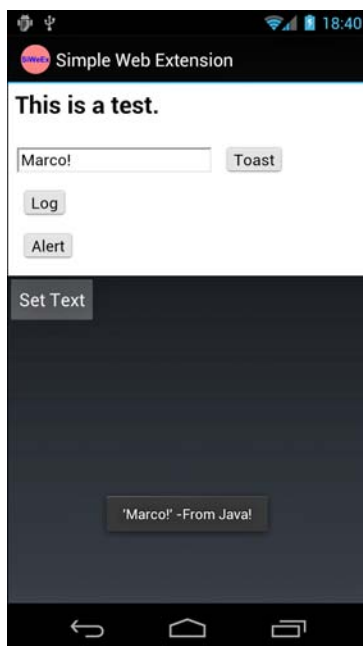 18:40
SiWeEx Simple Web Extension
This is a test.
Marco! Toast
Log
Alert
Set Text
'Marco!' -From Java!